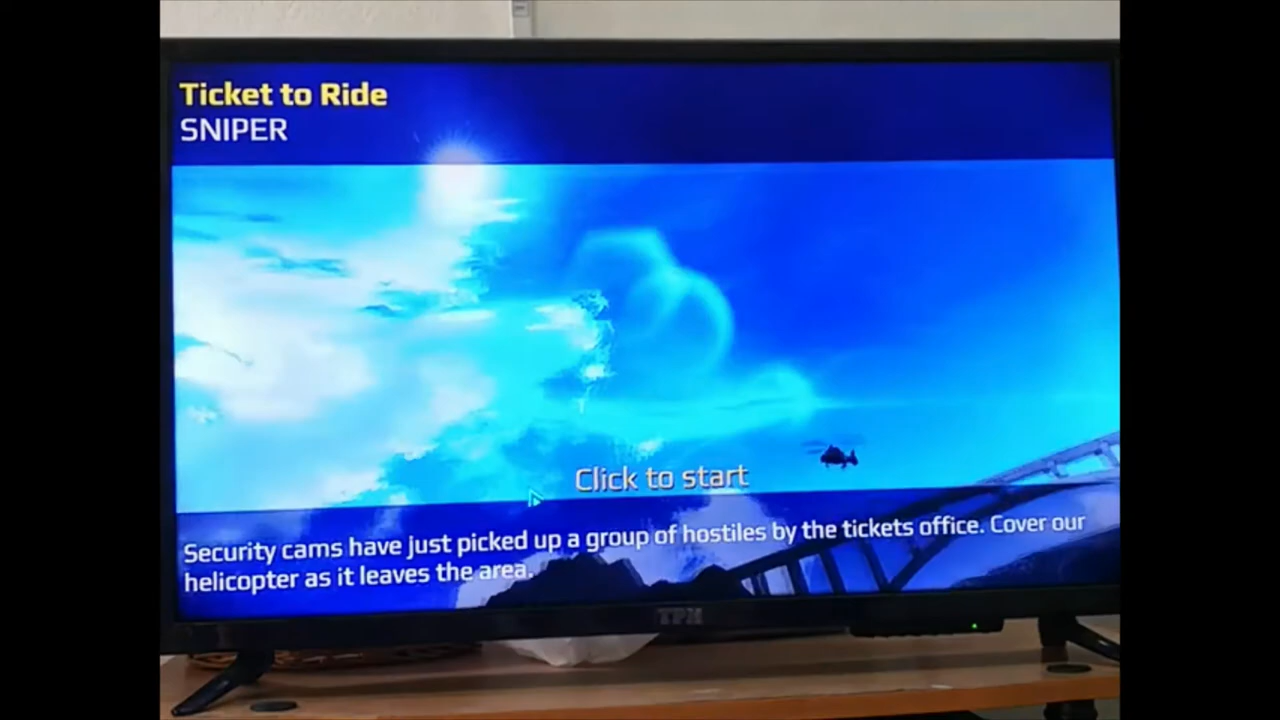 Ticket to Ride
SNIPER
Click to start
Security cams have just picked up a group of hostiles by the tickets office. Cover our
helicopter as it leaves the area.